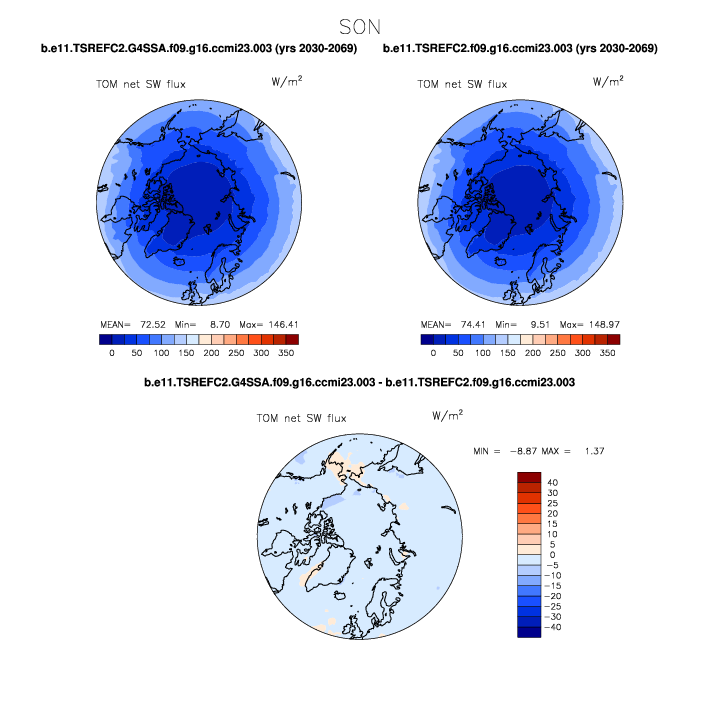 SON
b.e11.TSREFC2.G4SSA.f09.g16.ccmi23.003 (yrs 2030-2069) b.e11.TSREFC2.f09.g16.ccmi23.003 (yrs 2030-2069)
TOM net SW flux W/m² TOM net SW flux W/m²
MEAN= 72.52 Min= 8.70 Max= 146.41 MEAN= 74.41 Min= 9.51 Max= 148.97
0 50 100 150 200 250 300 350 0 50 100 150 200 250 300 350
b.e11.TSREFC2.G4SSA.f09.g16.ccmi23.003 - b.e11.TSREFC2.f09.g16.ccmi23.003
TOM net SW flux W/m²
MIN = -8.87 MAX = 1.37
40
30
25
20
15
10
5
0
-5
-10
-15
-20
-25
-30
-40